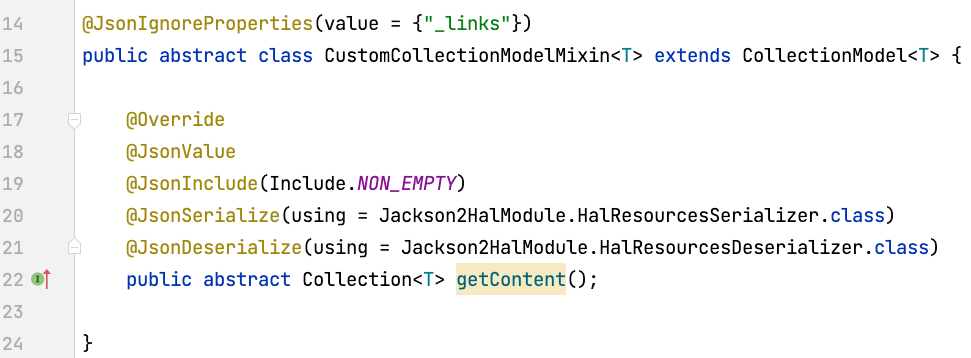 14 @JsonIgnoreProperties(value = {"_links"})
15 public abstract class CustomCollectionModelMixin<T> extends CollectionModel<T> {
16
17 @Override
18 @JsonValue
19 @JsonInclude(Include.NON_EMPTY)
20 @JsonSerialize(using = Jackson2HalModule.HalResourcesSerializer.class)
21 @JsonDeserialize(using = Jackson2HalModule.HalResourcesDeserializer.class)
22 public abstract Collection<T> getContent();
23
24 }